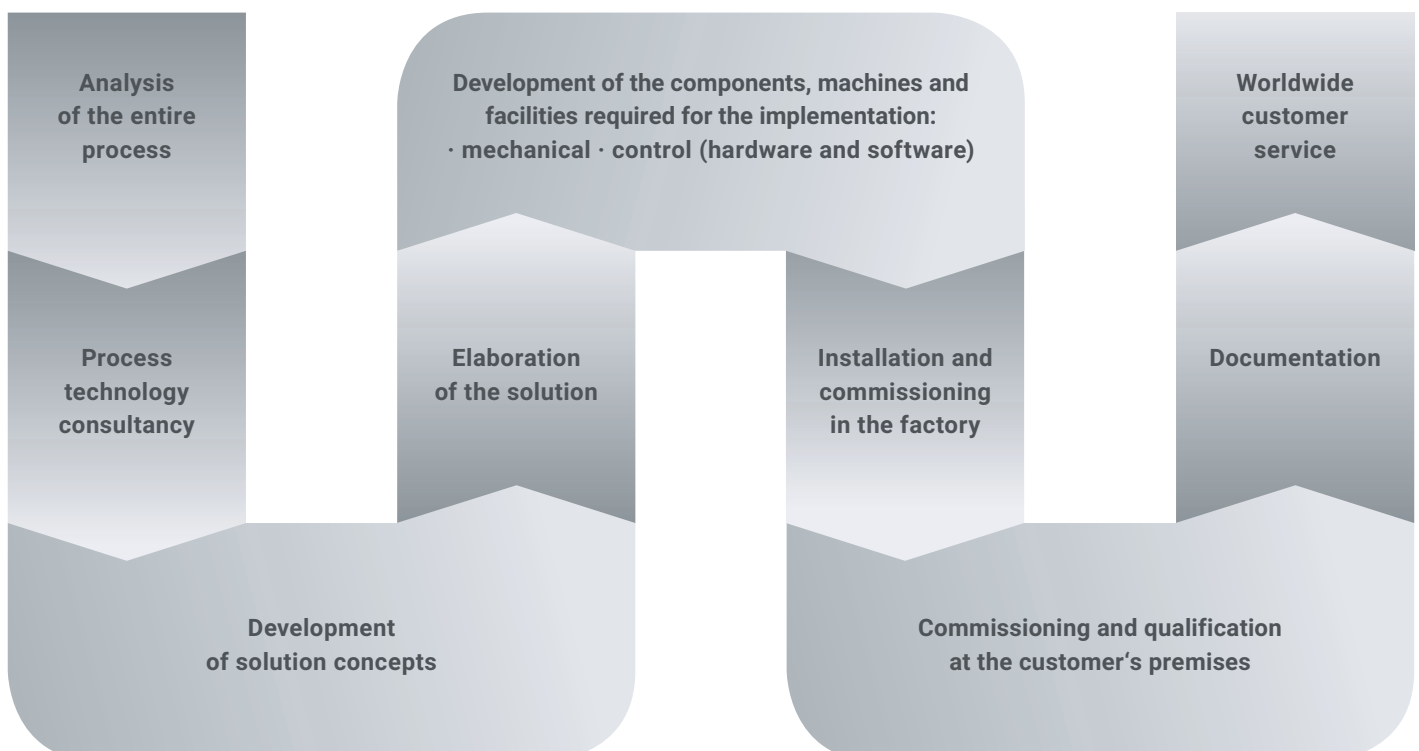 Analysis
of the entire
process
Process
technology
consultancy
Development
of solution concepts
Elaboration
of the solution
Development of the components, machines and
facilities required for the implementation:
· mechanical · control (hardware and software)
Installation and
commissioning
in the factory
Commissioning and qualification
at the customer‘s premises
Documentation
Worldwide
customer
service